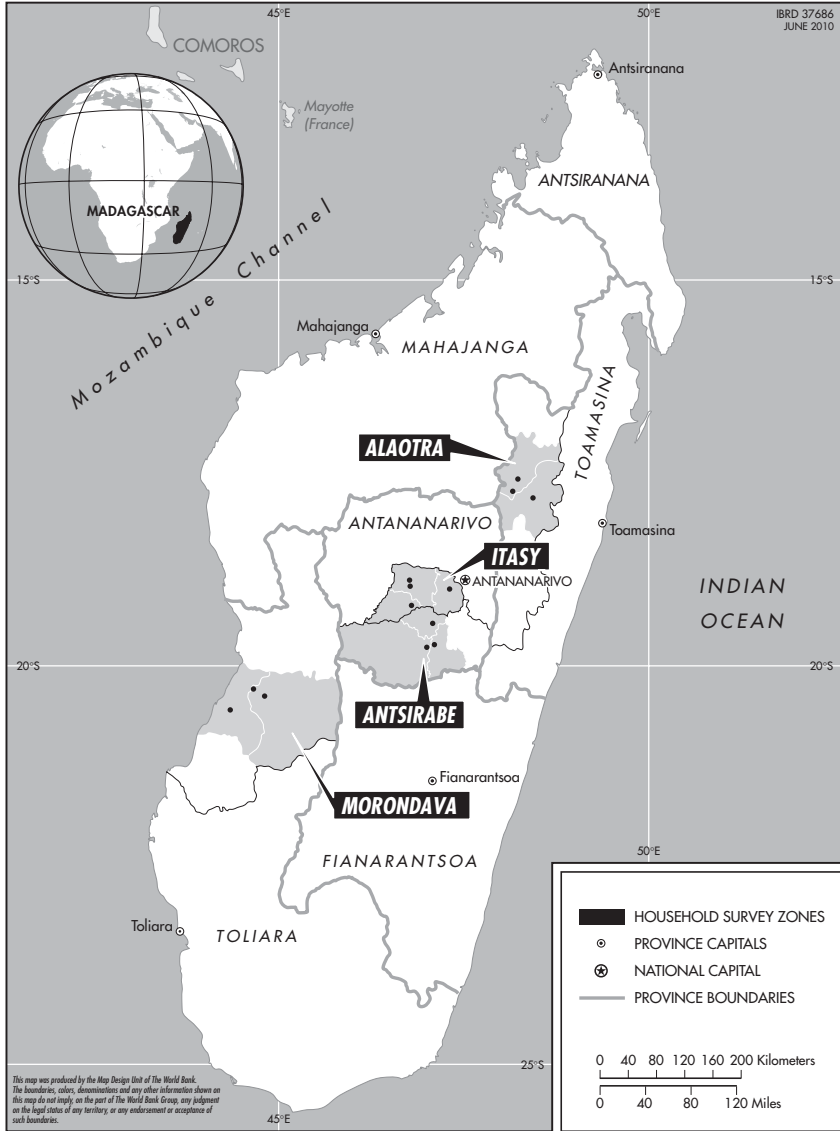 45°E
50°E
IBRD 37686
JUNE 2010
COMOROS
Antsiranana
Mayotte
(France)
ANTSIRANANA
MADAGASCAR
Mozambique Channel
15°S
15°S
Mahajanga
MAHAJANGA
TOAMASINA
ALAOTRA
ANTANANARIVO
Toamasina
ITASY
ANTANANARIVO
INDIAN
OCEAN
20°S
20°S
ANTSIRABE
Fianarantsoa
MORONDAVA
50°E
FIANARANTSOA
Toliara
TOLIARA
HOUSEHOLD SURVEY ZONES
PROVINCE CAPITALS
NATIONAL CAPITAL
PROVINCE BOUNDARIES
0 40 80 120 160 200 Kilometers
0 40 80 120 Miles
25°S
This map was produced by the Map Design Unit of The World Bank.
The boundaries, colors, denominations and any other information shown on
this map do not imply, on the part of The World Bank Group, any judgment
on the legal status of any territory, or any endorsement or acceptance of
such boundaries.
45°E